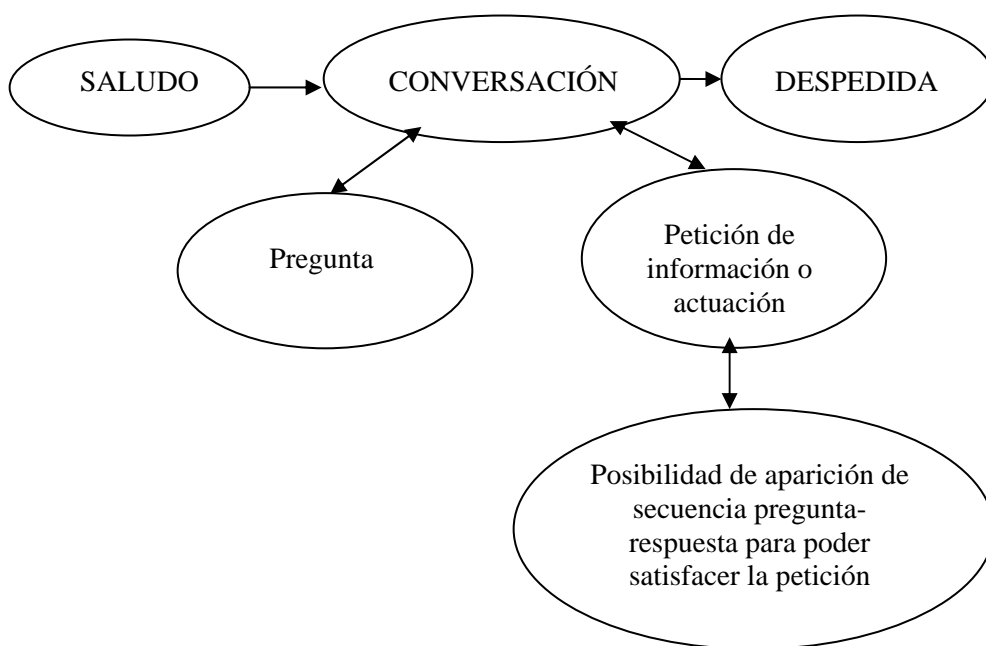 SALUDO
CONVERSACIÓN
DESPEDIDA
Pregunta
Petición de
información o
actuación
Posibilidad de aparición de
secuencia pregunta-
respuesta para poder
satisfacer la petición